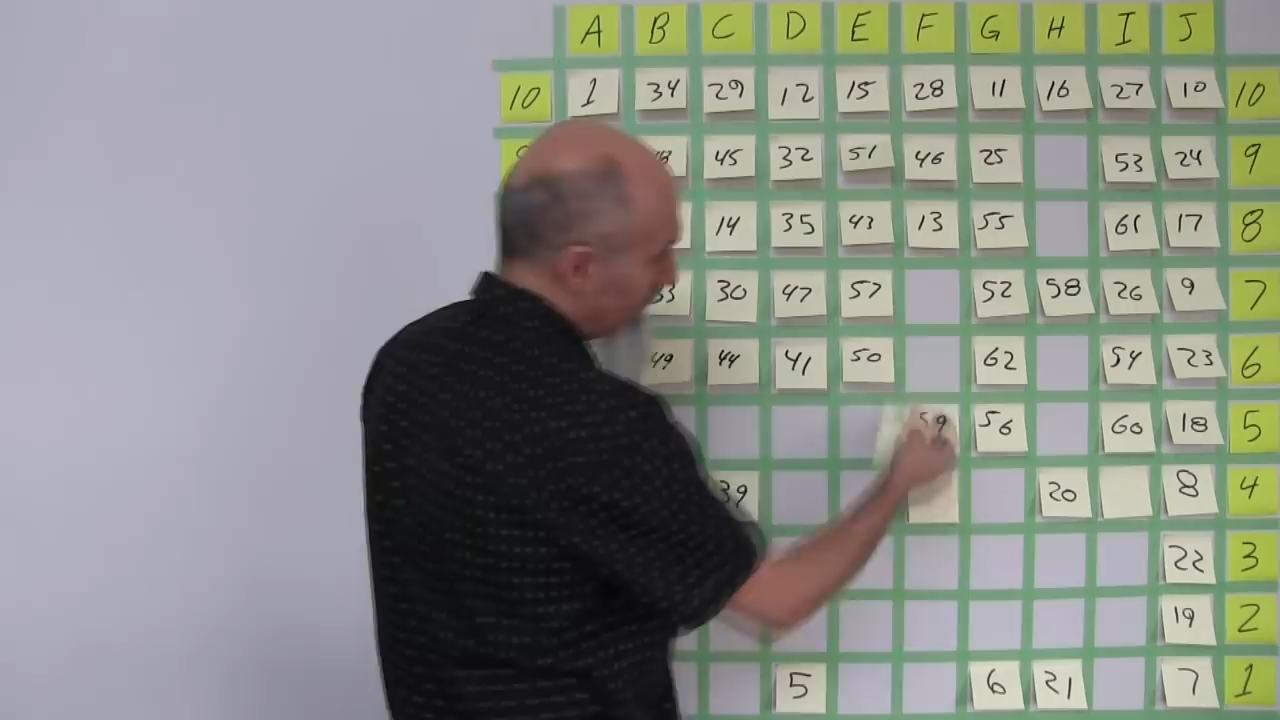 A B C D E F G H I J
10 1 34 29 12 15 28 11 16 27 10 10
45 32 51 46 25 53 24 9
14 35 43 13 55 61 17 8
30 47 57 52 58 26 9 7
49 44 41 50 62 54 23 6
59 56 60 18 5
39 20 8 4
22 3
19 2
5 6 21 7 1